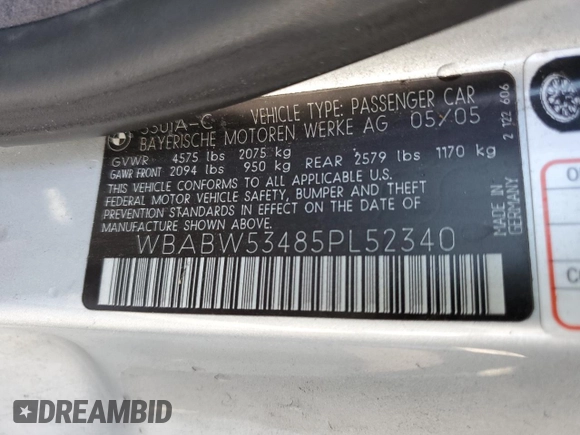 330iA-C VEHICLE TYPE: PASSENGER CAR
BAYERISCHE MOTOREN WERKE AG 05/05
GVWR 4575 lbs 2075 kg
GAWR FRONT 2094 lbs 950 kg REAR 2579 lbs 1170 kg
THIS VEHICLE CONFORMS TO ALL APPLICABLE U.S.
FEDERAL MOTOR VEHICLE SAFETY, BUMPER AND THEFT
PREVENTION STANDARDS IN EFFECT ON THE DATE OF
MANUFACTURE SHOWN ABOVE.
WBABW53485PL52340
MADE IN
GERMANY
2 122 606
DREAMBID